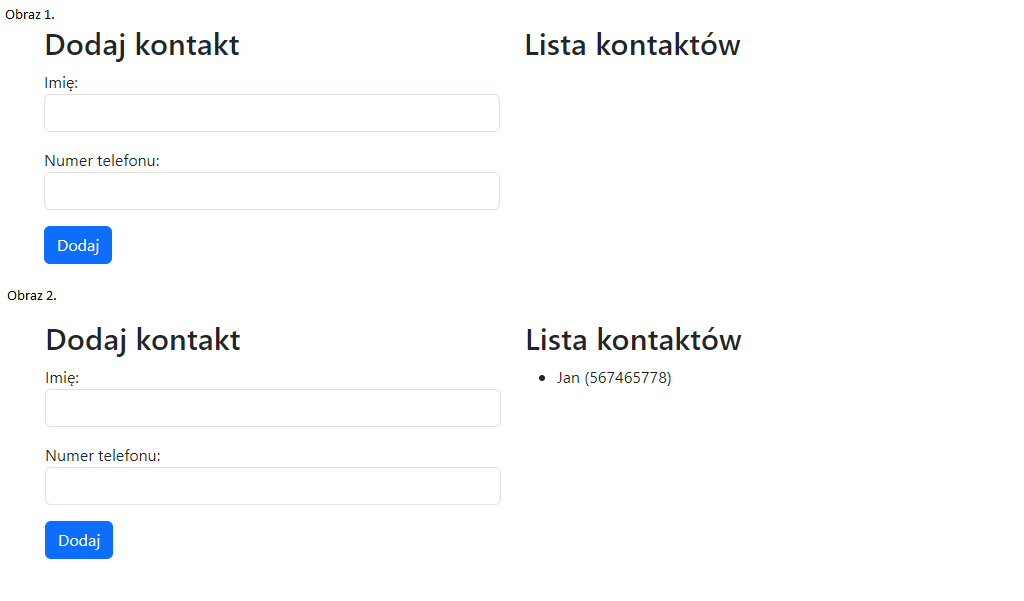 Obraz 1.
Dodaj kontakt
Imię:
Numer telefonu:
Dodaj
Lista kontaktów
Obraz 2.
Dodaj kontakt
Imię:
Numer telefonu:
Dodaj
Lista kontaktów
• Jan (567465778)